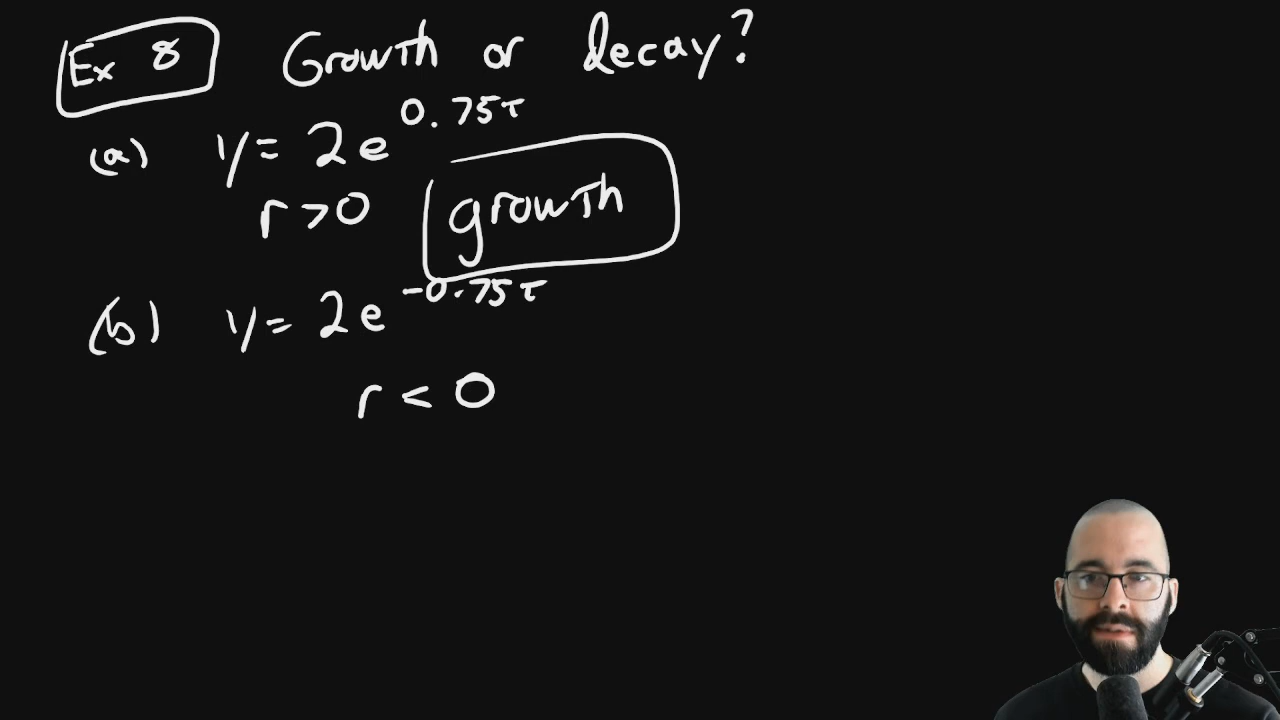 Ex 8 Growth or decay?
(a) y = 2e^0.75t
r > 0 growth
(b) y = 2e^-0.75t
r < 0